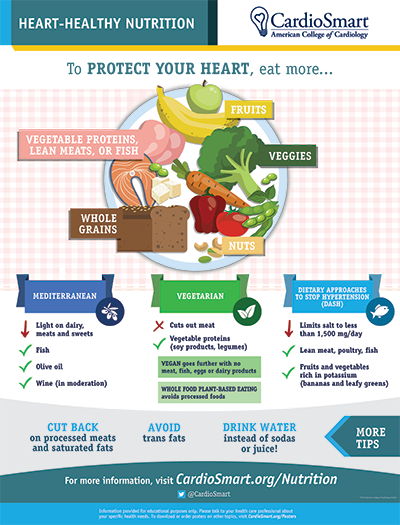 HEART-HEALTHY NUTRITION
CardioSmart
American College of Cardiology
To PROTECT YOUR HEART, eat more...
FRUITS
VEGETABLE PROTEINS,
LEAN MEATS, OR FISH
VEGGIES
WHOLE
GRAINS
NUTS
MEDITERRANEAN
Light on dairy,
meats and sweets
Fish
Olive oil
Wine (in moderation)
VEGETARIAN
Cuts out meat
Vegetable proteins
(soy products, legumes)
VEGAN goes further with no
meat, fish, eggs or dairy products
WHOLE FOOD PLANT-BASED EATING
avoids processed foods
DIETARY APPROACHES
TO STOP HYPERTENSION
(DASH)
Limits salt to less
than 1,500 mg/day
Lean meat, poultry, fish
Fruits and vegetables
rich in potassium
(bananas and leafy greens)
CUT BACK
on processed meats
and saturated fats
AVOID
trans fats
DRINK WATER
instead of sodas
or juice!
MORE
TIPS
For more information, visit CardioSmart.org/Nutrition
@CardioSmart
Information provided for educational purposes only. Please talk to your health care professional about
your specific health needs. To download or order posters on other topics, visit CardioSmart.org/Posters